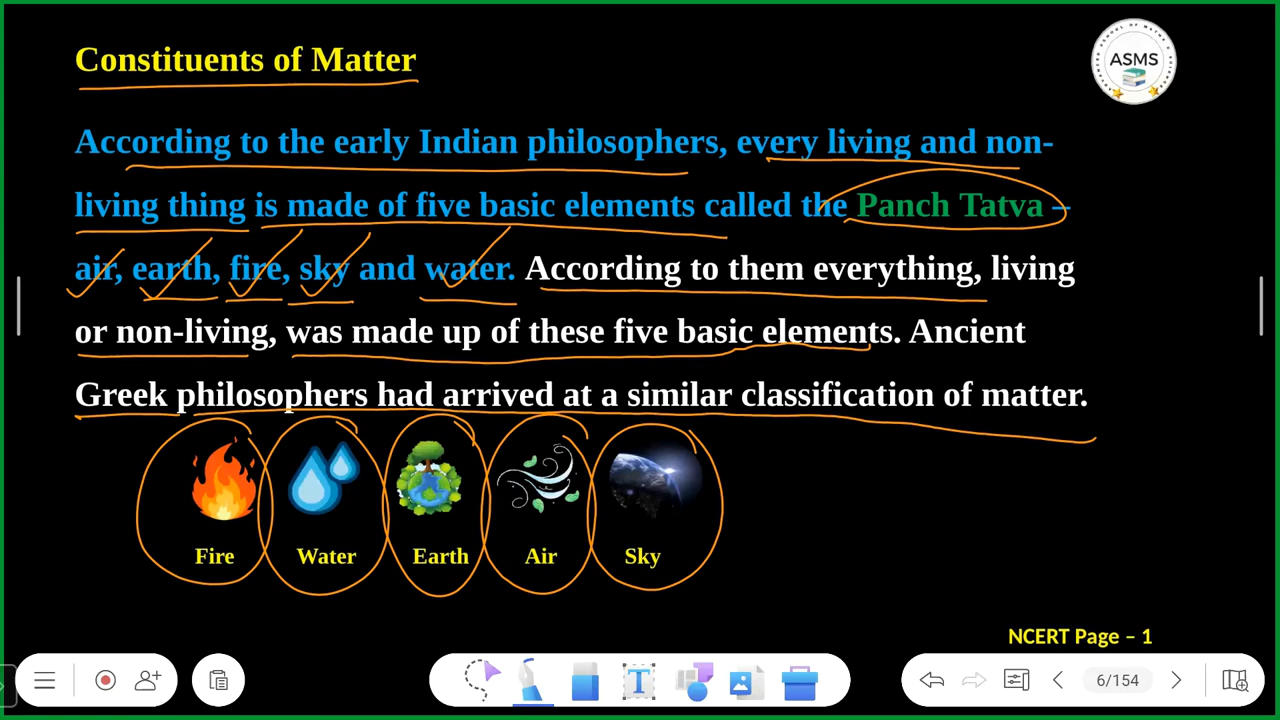 Constituents of Matter
ASMS
According to the early Indian philosophers, every living and non-
living thing is made of five basic elements called the Panch Tatva –
air, earth, fire, sky and water. According to them everything, living
or non-living, was made up of these five basic elements. Ancient
Greek philosophers had arrived at a similar classification of matter.
Fire Water Earth Air Sky
NCERT Page – 1
6/154